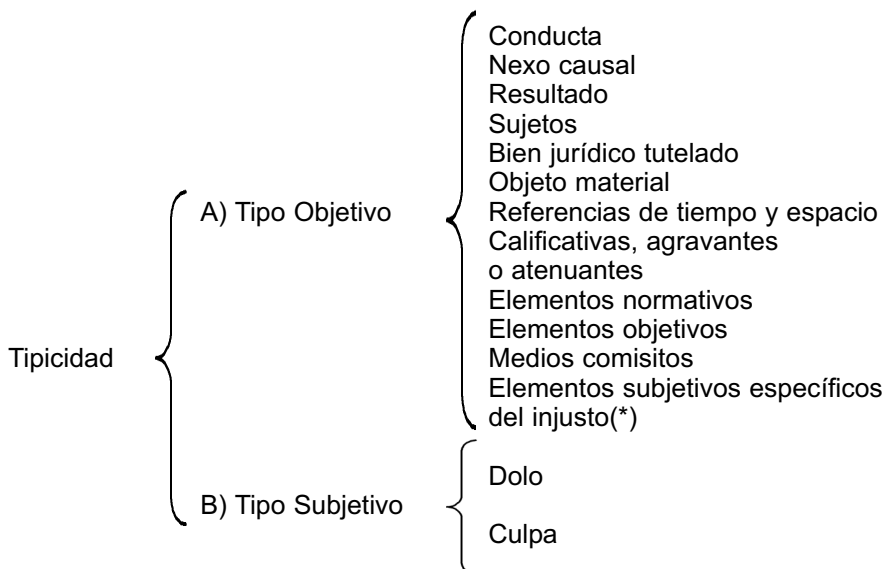 Tipicidad
A) Tipo Objetivo
Conducta
Nexo causal
Resultado
Sujetos
Bien jurídico tutelado
Objeto material
Referencias de tiempo y espacio
Calificativas, agravantes
o atenuantes
Elementos normativos
Elementos objetivos
Medios comisitos
Elementos subjetivos específicos
del injusto(*)
B) Tipo Subjetivo
Dolo
Culpa